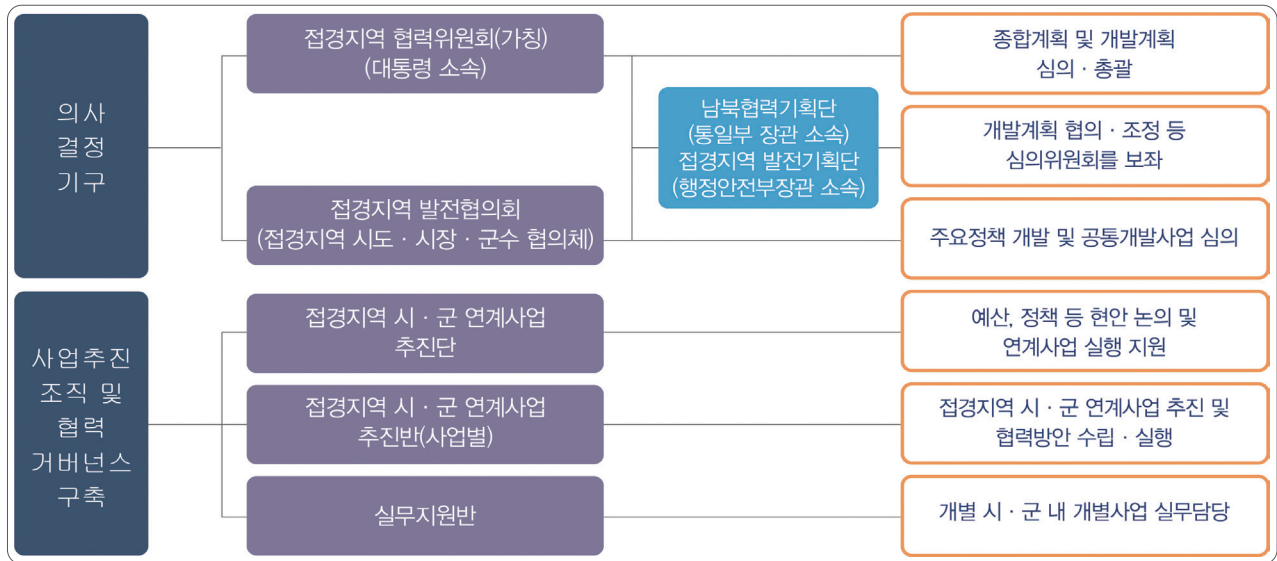 의사
결정
기구
접경지역 협력위원회(가칭)
(대통령 소속)
접경지역 발전협의회
(접경지역 시도 · 시장 · 군수 협의체)
남북협력기획단
(통일부 장관 소속)
접경지역 발전기획단
(행정안전부장관 소속)
종합계획 및 개발계획
심의 · 총괄
개발계획 협의 · 조정 등
심의위원회를 보좌
주요정책 개발 및 공통개발사업 심의
사업추진
조직 및
협력
거버넌스
구축
접경지역 시 · 군 연계사업
추진단
예산, 정책 등 현안 논의 및
연계사업 실행 지원
접경지역 시 · 군 연계사업
추진반(사업별)
접경지역 시 · 군 연계사업 추진 및
협력방안 수립 · 실행
실무지원반
개별 시 · 군 내 개별사업 실무담당